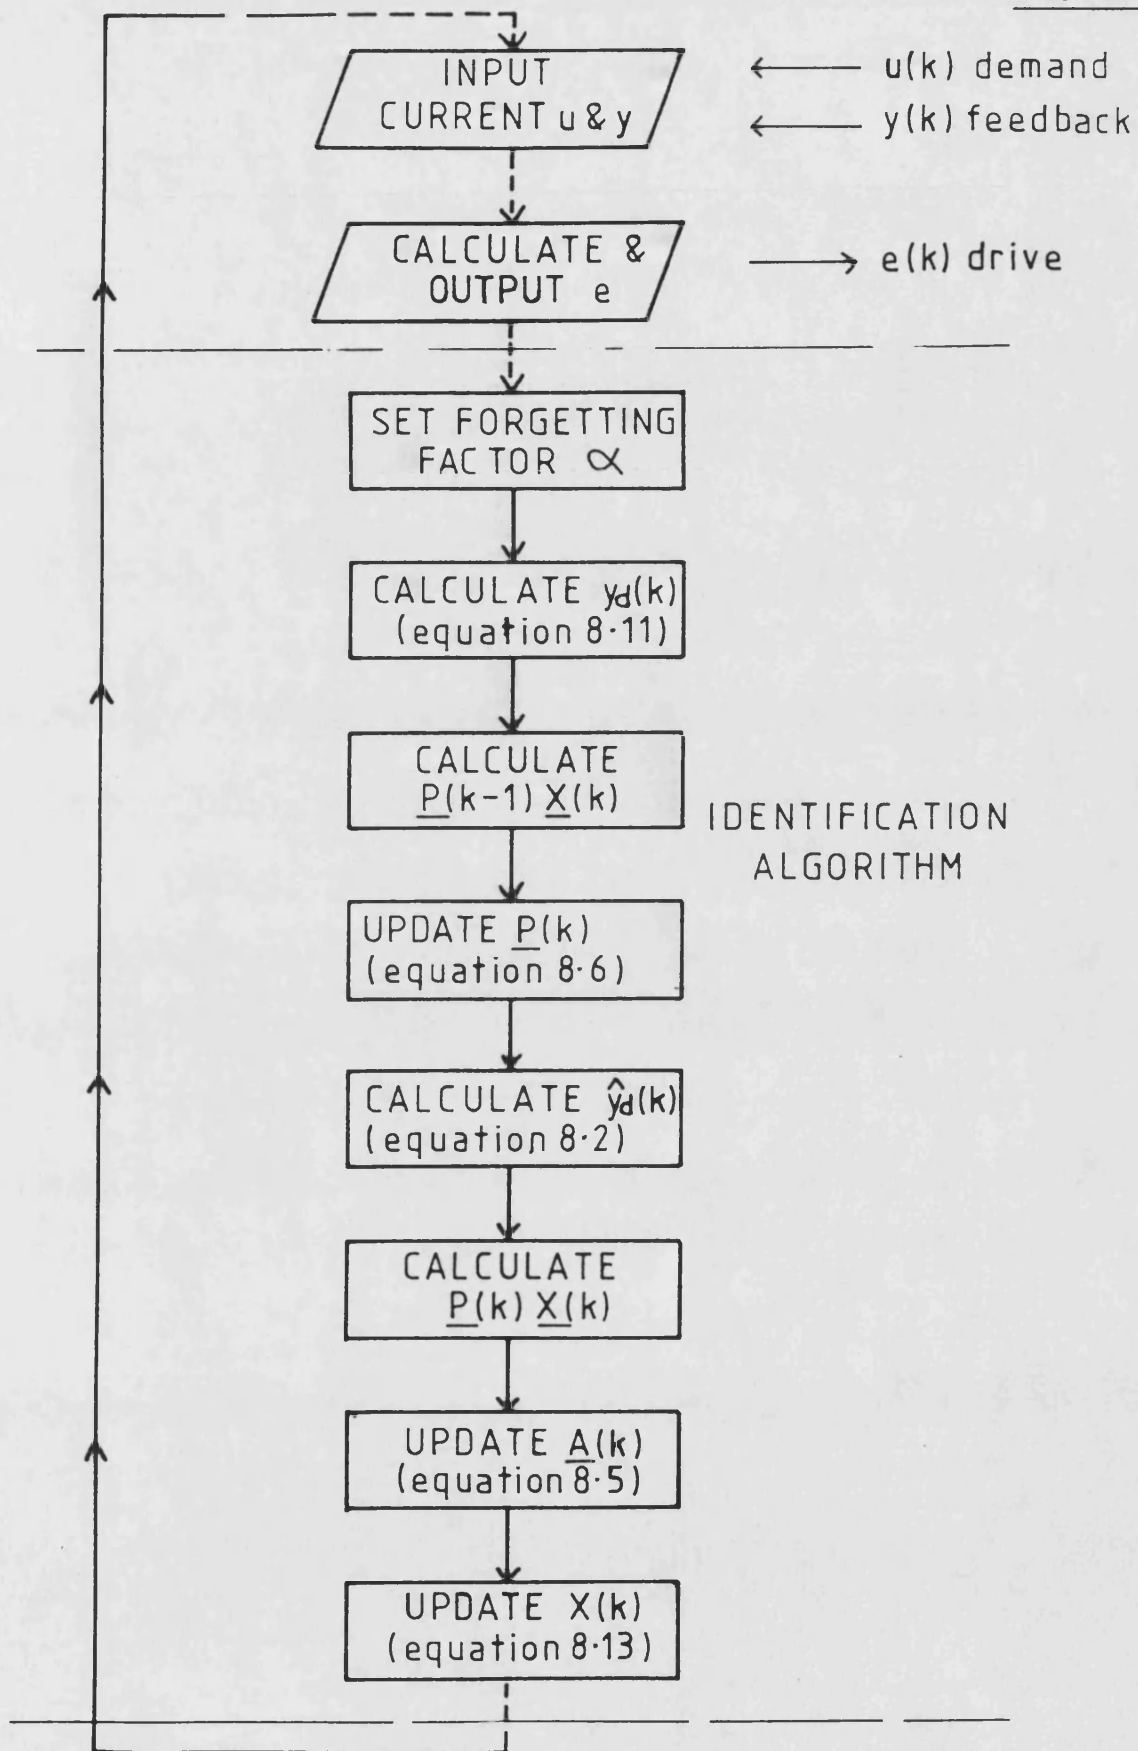 INPUT
CURRENT u & y
← u(k) demand
← y(k) feedback
CALCULATE &
OUTPUT e
→ e(k) drive
SET FORGETTING
FACTOR α
CALCULATE yd(k)
(equation 8·11)
CALCULATE
P(k-1) X(k)
IDENTIFICATION
ALGORITHM
UPDATE P(k)
(equation 8·6)
CALCULATE ŷd(k)
(equation 8·2)
CALCULATE
P(k) X(k)
UPDATE A(k)
(equation 8·5)
UPDATE X(k)
(equation 8·13)